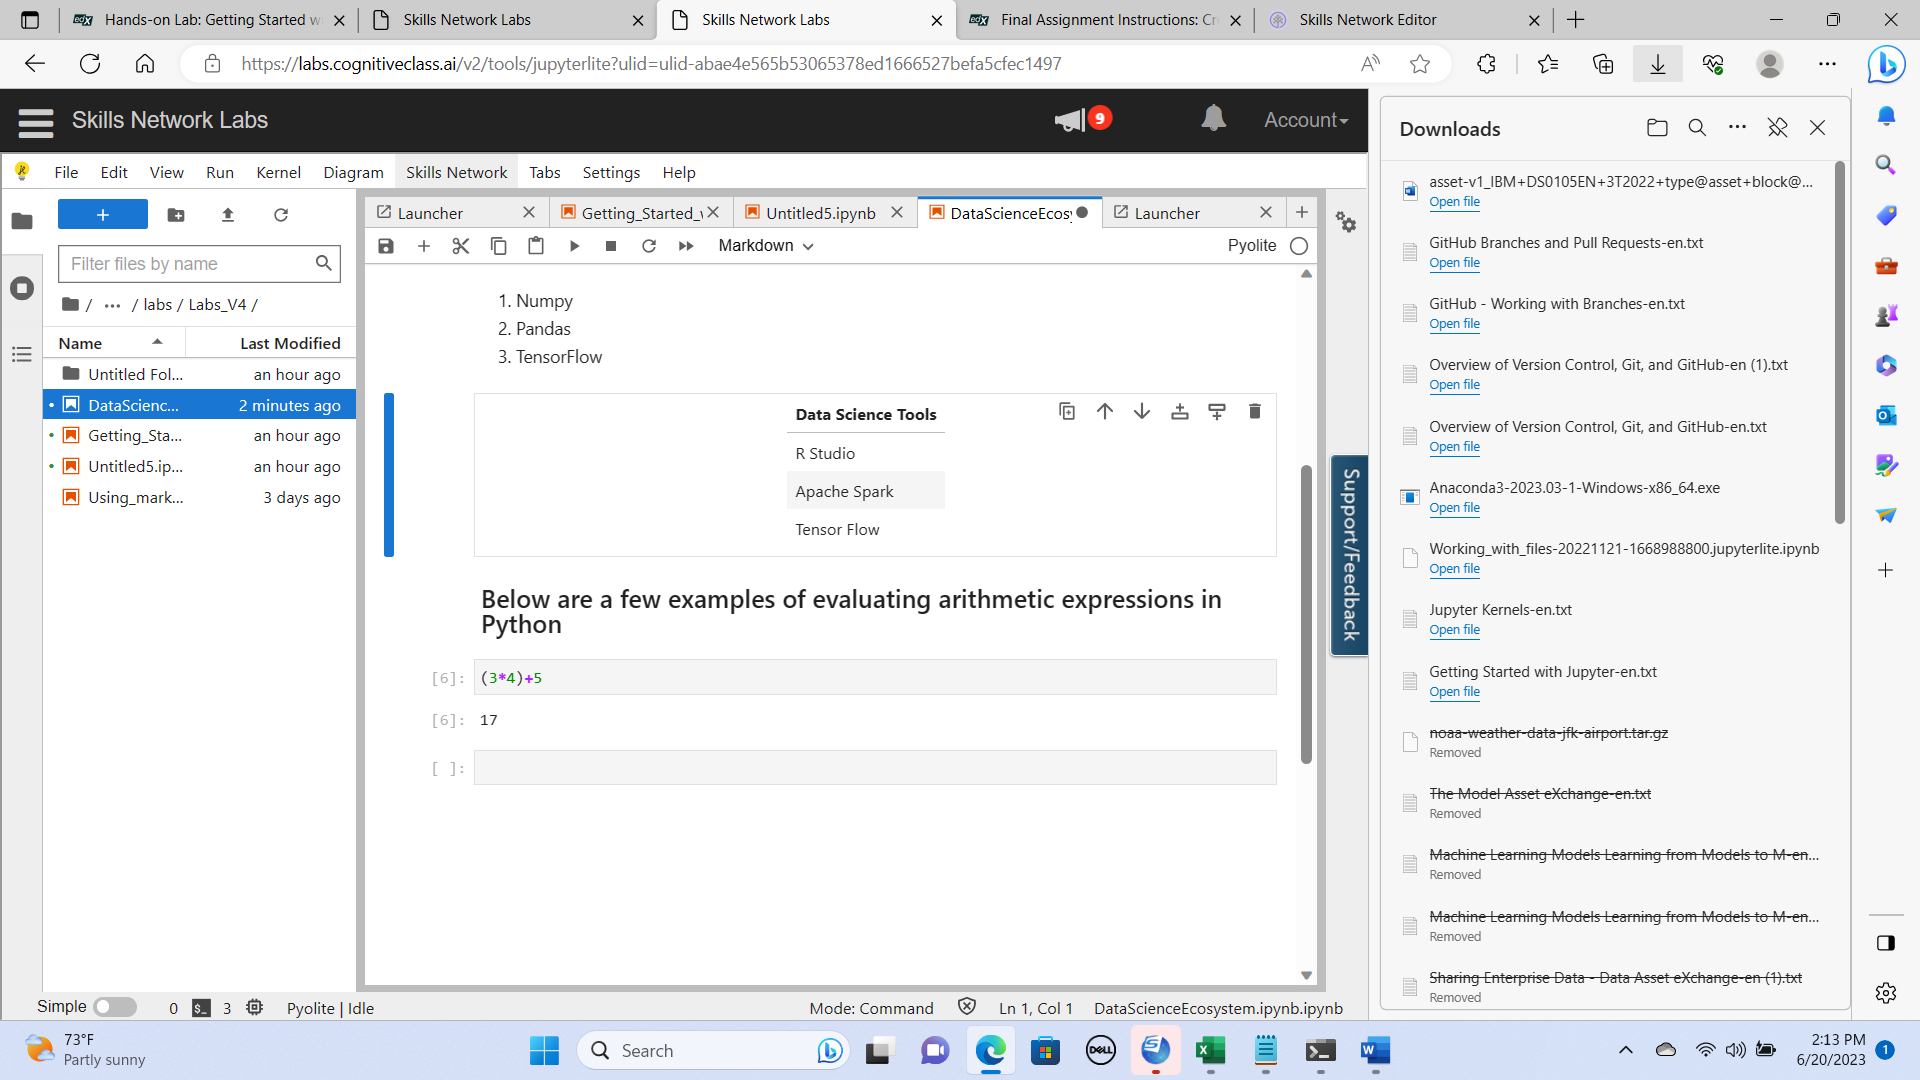 Hands-on Lab: Getting Started w
Skills Network Labs
Skills Network Labs
Final Assignment Instructions: Cr
Skills Network Editor
https://labs.cognitiveclass.ai/v2/tools/jupyterlite?ulid=ulid-abae4e565b53065378ed1666527befa5cfec1497
Skills Network Labs
9
Account
File Edit View Run Kernel Diagram Skills Network Tabs Settings Help
Filter files by name
/ ... / labs / Labs_V4 /
Name Last Modified
Untitled Fol... an hour ago
DataScienc... 2 minutes ago
Getting_Sta... an hour ago
Untitled5.ip... an hour ago
Using_mark... 3 days ago
Launcher
Getting_Started_
Untitled5.ipynb
DataScienceEcosy
Launcher
Markdown
Pyolite
1. Numpy
2. Pandas
3. TensorFlow
Data Science Tools
R Studio
Apache Spark
Tensor Flow
Below are a few examples of evaluating arithmetic expressions in
Python
[6]: (3*4)+5
[6]: 17
[ ]:
Support/Feedback
Simple 0 3 Pyolite | Idle
Mode: Command Ln 1, Col 1 DataScienceEcosystem.ipynb.ipynb
Downloads
asset-v1_IBM+DS0105EN+3T2022+type@asset+block@...
Open file
GitHub Branches and Pull Requests-en.txt
Open file
GitHub - Working with Branches-en.txt
Open file
Overview of Version Control, Git, and GitHub-en (1).txt
Open file
Overview of Version Control, Git, and GitHub-en.txt
Open file
Anaconda3-2023.03-1-Windows-x86_64.exe
Open file
Working_with_files-20221121-1668988800.jupyterlite.ipynb
Open file
Jupyter Kernels-en.txt
Open file
Getting Started with Jupyter-en.txt
Open file
noaa-weather-data-jfk-airport.tar.gz
Removed
The Model Asset eXchange-en.txt
Removed
Machine Learning Models Learning from Models to M-en...
Removed
Machine Learning Models Learning from Models to M-en...
Removed
Sharing Enterprise Data - Data Asset eXchange-en (1).txt
Removed
73°F
Partly sunny
Search
DELL
2:13 PM
6/20/2023
1